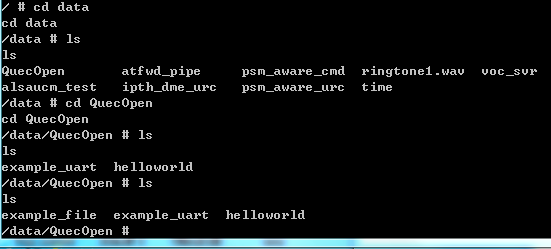 / # cd data
cd data
/data # ls
ls
QuecOpen       atfwd_pipe     psm_aware_cmd  ringtone1.wav  voc_svr
alsaucm_test   ipth_dme_urc   psm_aware_urc  time
/data # cd QuecOpen
cd QuecOpen
/data/QuecOpen # ls
ls
example_uart  helloworld
/data/QuecOpen # ls
ls
example_file  example_uart  helloworld
/data/QuecOpen #